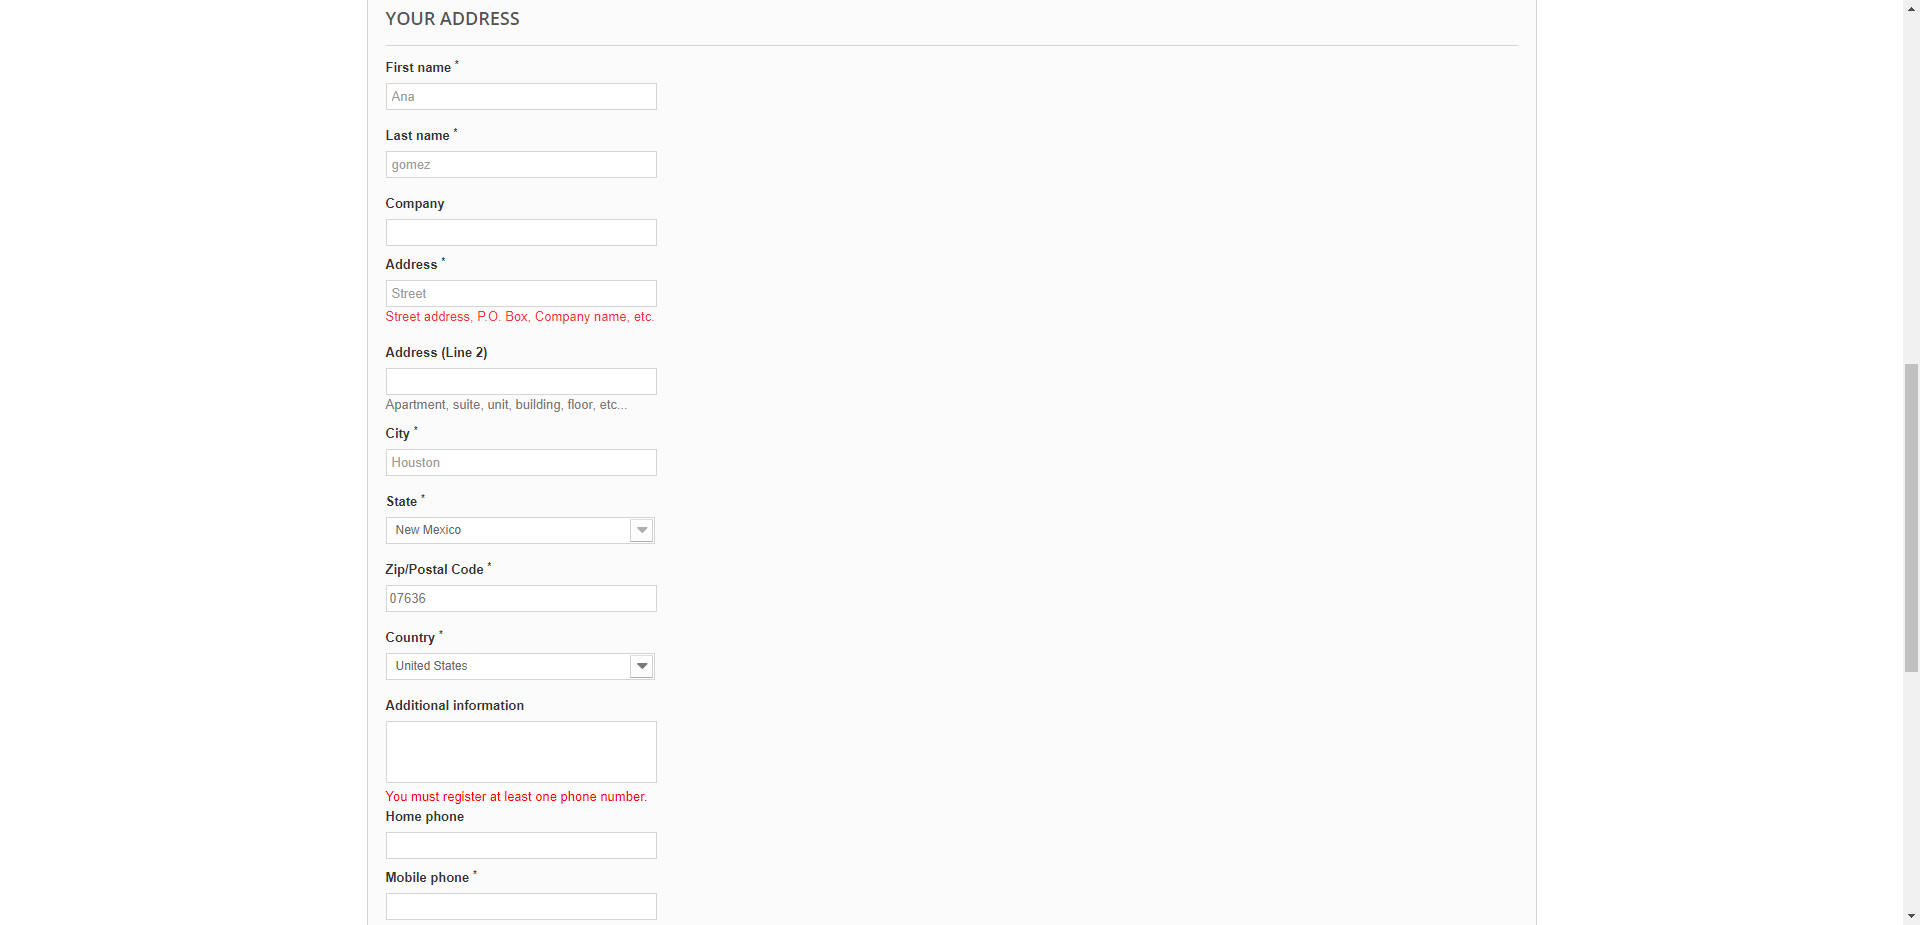 YOUR ADDRESS
First name *
Ana
Last name *
gomez
Company
Address *
Street
Street address, P.O. Box, Company name, etc.
Address (Line 2)
Apartment, suite, unit, building, floor, etc...
City *
Houston
State *
New Mexico
Zip/Postal Code *
07636
Country *
United States
Additional information
You must register at least one phone number.
Home phone
Mobile phone *